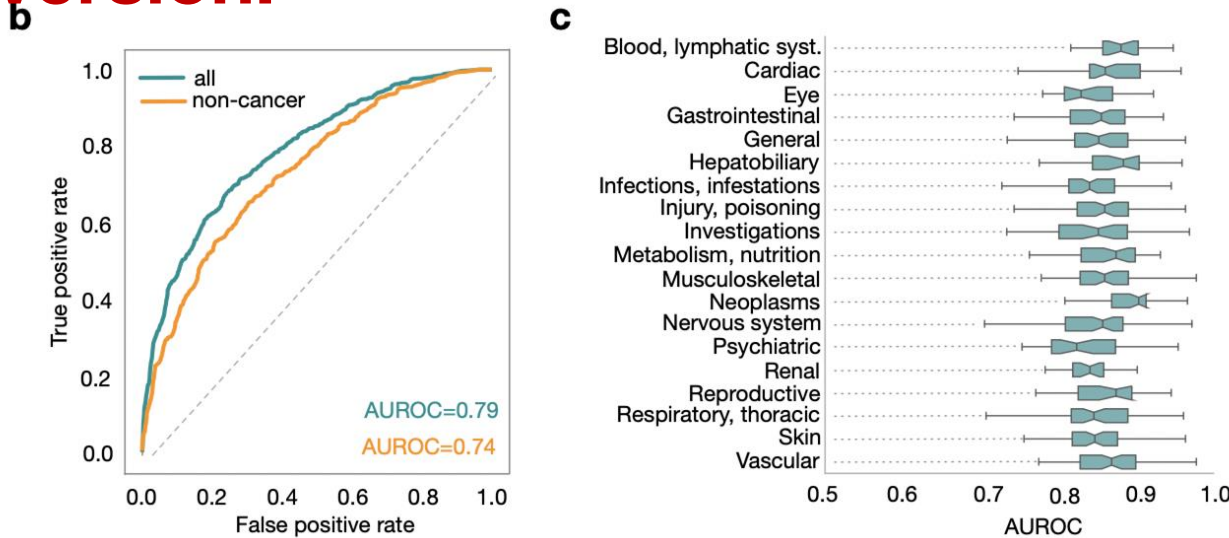 version.
b
c
1.0
0.8
0.6
0.4
0.2
0.0
True positive rate
all
non-cancer
AUROC=0.79
AUROC=0.74
0.0 0.2 0.4 0.6 0.8 1.0
False positive rate
Blood, lymphatic syst.
Cardiac
Eye
Gastrointestinal
General
Hepatobiliary
Infections, infestations
Injury, poisoning
Investigations
Metabolism, nutrition
Musculoskeletal
Neoplasms
Nervous system
Psychiatric
Renal
Reproductive
Respiratory, thoracic
Skin
Vascular
0.5 0.6 0.7 0.8 0.9 1.0
AUROC